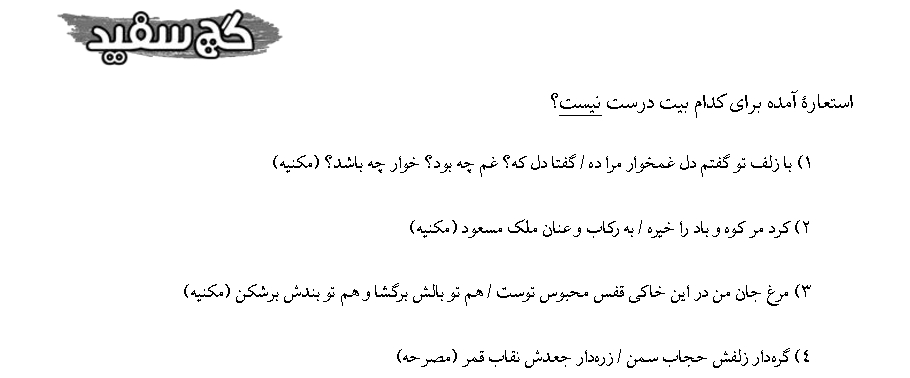 گچ سفید
استعارۀ آمده برای کدام بیت درست نیست؟
۱) با زلف تو گفتم دل غمخوار مرا ده / گفتا دل که؟ غم چه بود؟ خوار چه باشد؟ (مکنیه)
۲) کرد مر کوه و باد را خیره / به رکاب و عنان ملک مسعود (مکنیه)
۳) مرغ جان من در این خاکی قفس محبوس توست / هم تو بالش برگشا و هم تو بندش برشکن (مکنیه)
۴) گره‌دار زلفش حجاب سمن / زره‌دار جعدش نقاب قمر (مصرحه)